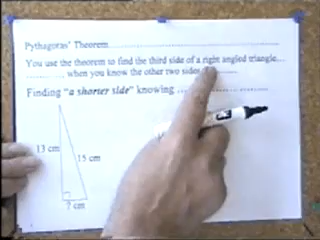 Pythagoras' Theorem
You use the theorem to find the third side of a right angled triangle...
when you know the other two sides
Finding "a shorter side" knowing ...
13 cm
15 cm
? cm